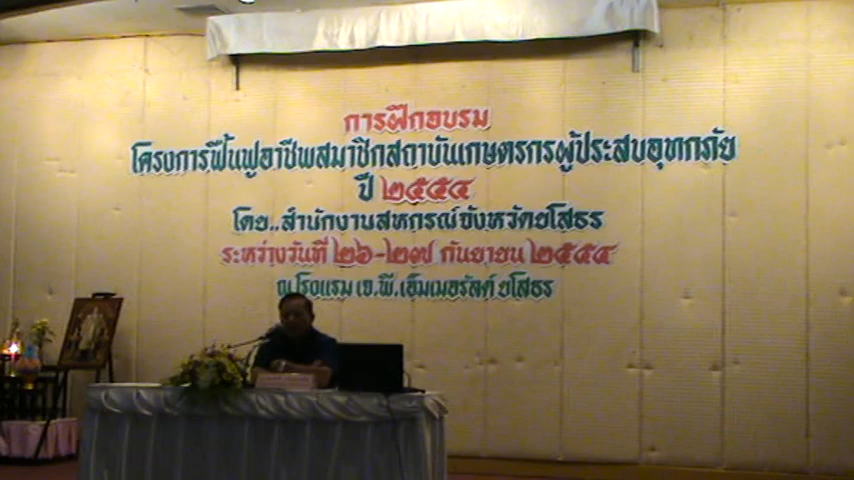 การฝึกอบรม
โครงการฟื้นฟูอาชีพสมาชิกสถาบันเกษตรกรผู้ประสบอุทกภัย
ปี ๒๕๕๔
โดย..สำนักงานสหกรณ์จังหวัดยโสธร
ระหว่างวันที่ ๒๖-๒๗ กันยายน ๒๕๕๔
ณ โรงแรม เจ.พี.เอ็มเมอรัลด์ ยโสธร